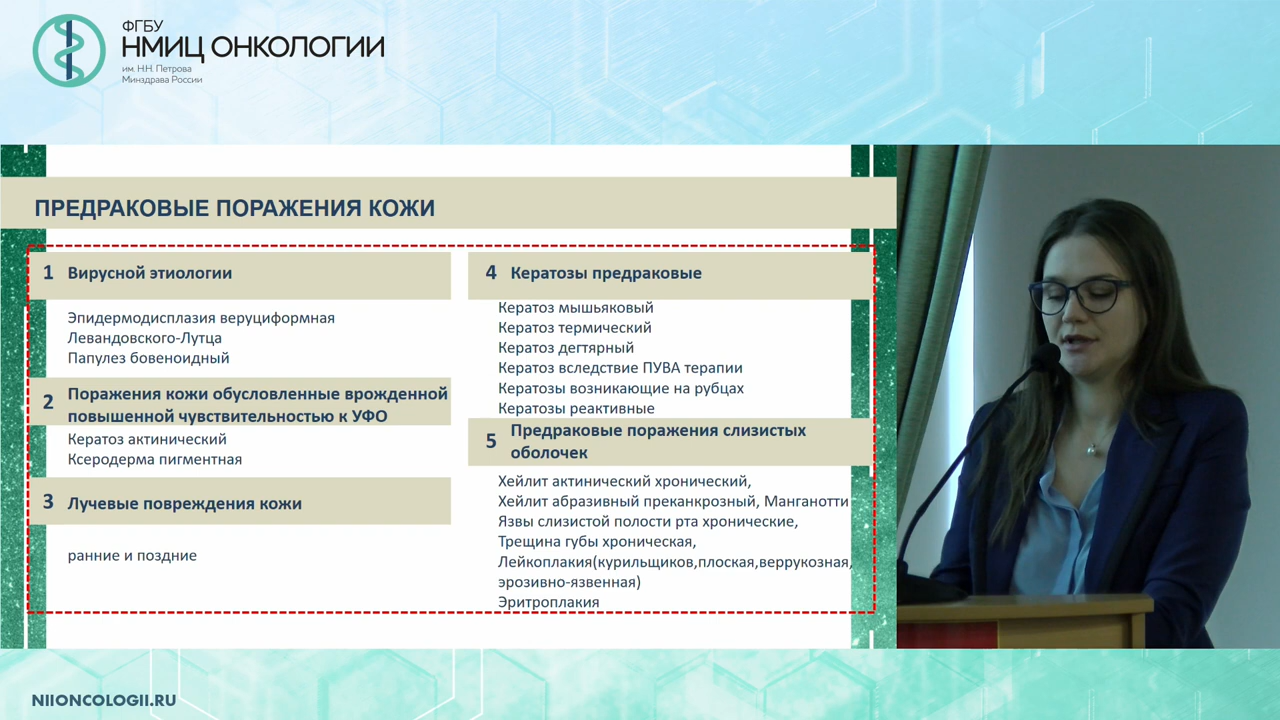 ФГБУ
НМИЦ ОНКОЛОГИИ
им. Н.Н. Петрова
Минздрава России
ПРЕДРАКОВЫЕ ПОРАЖЕНИЯ КОЖИ
1 Вирусной этиологии
Эпидермодисплазия веруциформная
Левандовского-Лутца
Папулез бовеноидный
2 Поражения кожи обусловленные врожденной
повышенной чувствительностью к УФО
Кератоз актинический
Ксеродерма пигментная
3 Лучевые повреждения кожи
ранние и поздние
4 Кератозы предраковые
Кератоз мышьяковый
Кератоз термический
Кератоз дегтярный
Кератоз вследствие ПУВА терапии
Кератозы возникающие на рубцах
Кератозы реактивные
5 Предраковые поражения слизистых
оболочек
Хейлит актинический хронический,
Хейлит абразивный преканкрозный, Манганотти
Язвы слизистой полости рта хронические,
Трещина губы хроническая,
Лейкоплакия(курильщиков,плоская,веррукозная,
эрозивно-язвенная)
Эритроплакия
NIIONCOLOGII.RU